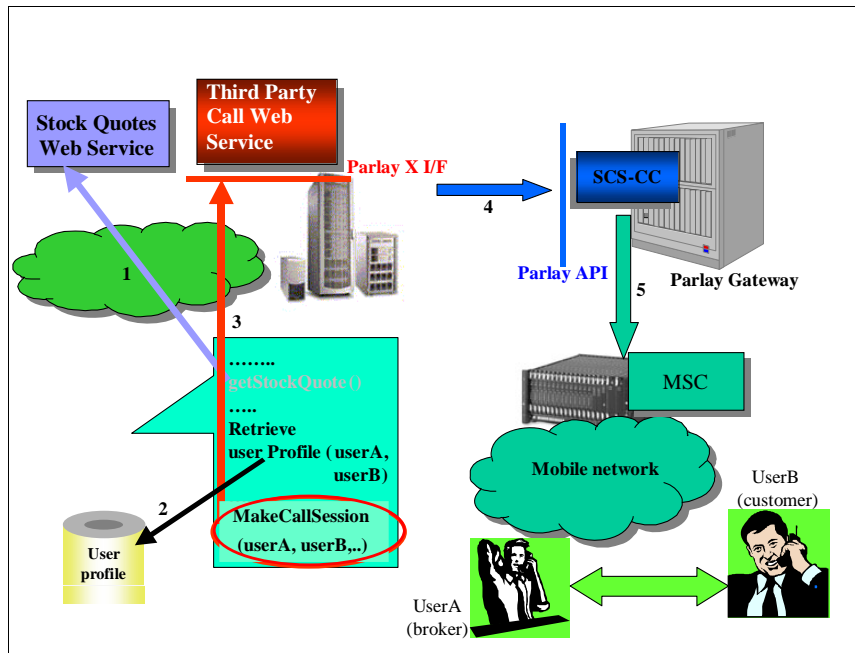 Third Party
Call Web
Service
Stock Quotes
Web Service
Parlay X I/F
SCS-CC
4
Parlay API
Parlay Gateway
1
5
3
……..
getStockQuote()
…..
Retrieve
user Profile (userA,
userB)
MSC
Mobile network
UserB
(customer)
2
MakeCallSession
(userA, userB,..)
User
profile
UserA
(broker)